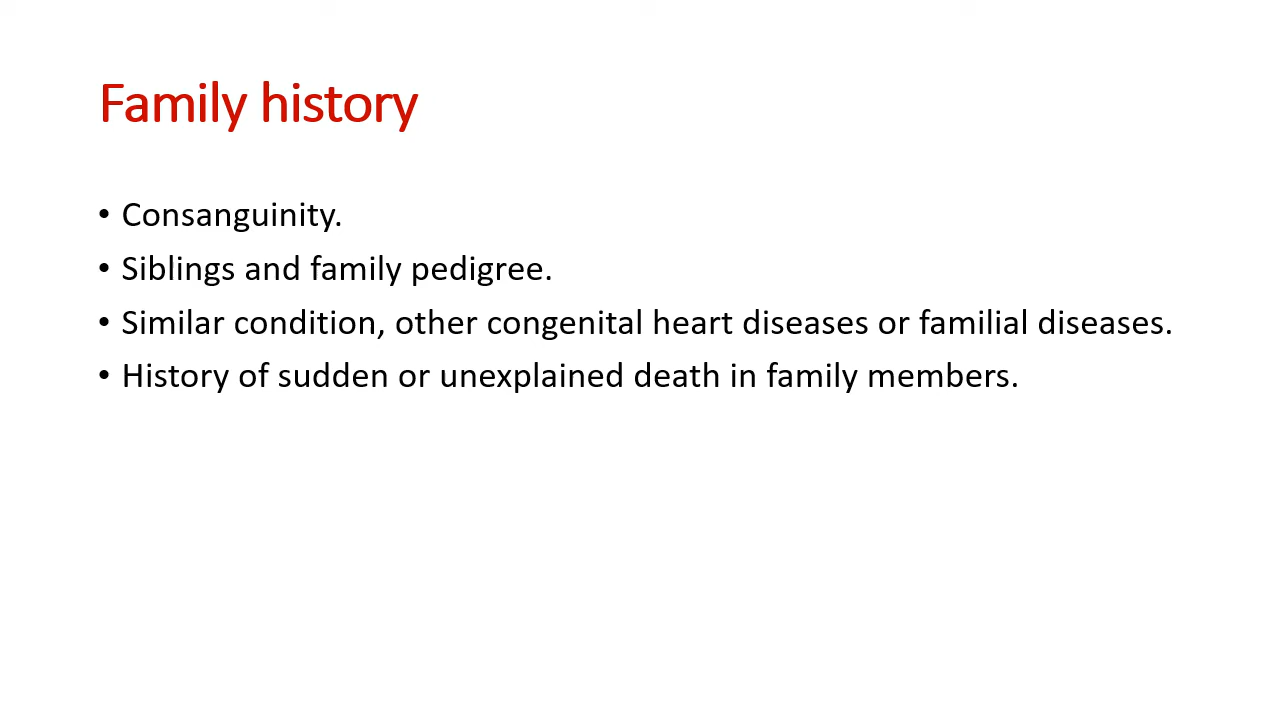 Family history
• Consanguinity.
• Siblings and family pedigree.
• Similar condition, other congenital heart diseases or familial diseases.
• History of sudden or unexplained death in family members.